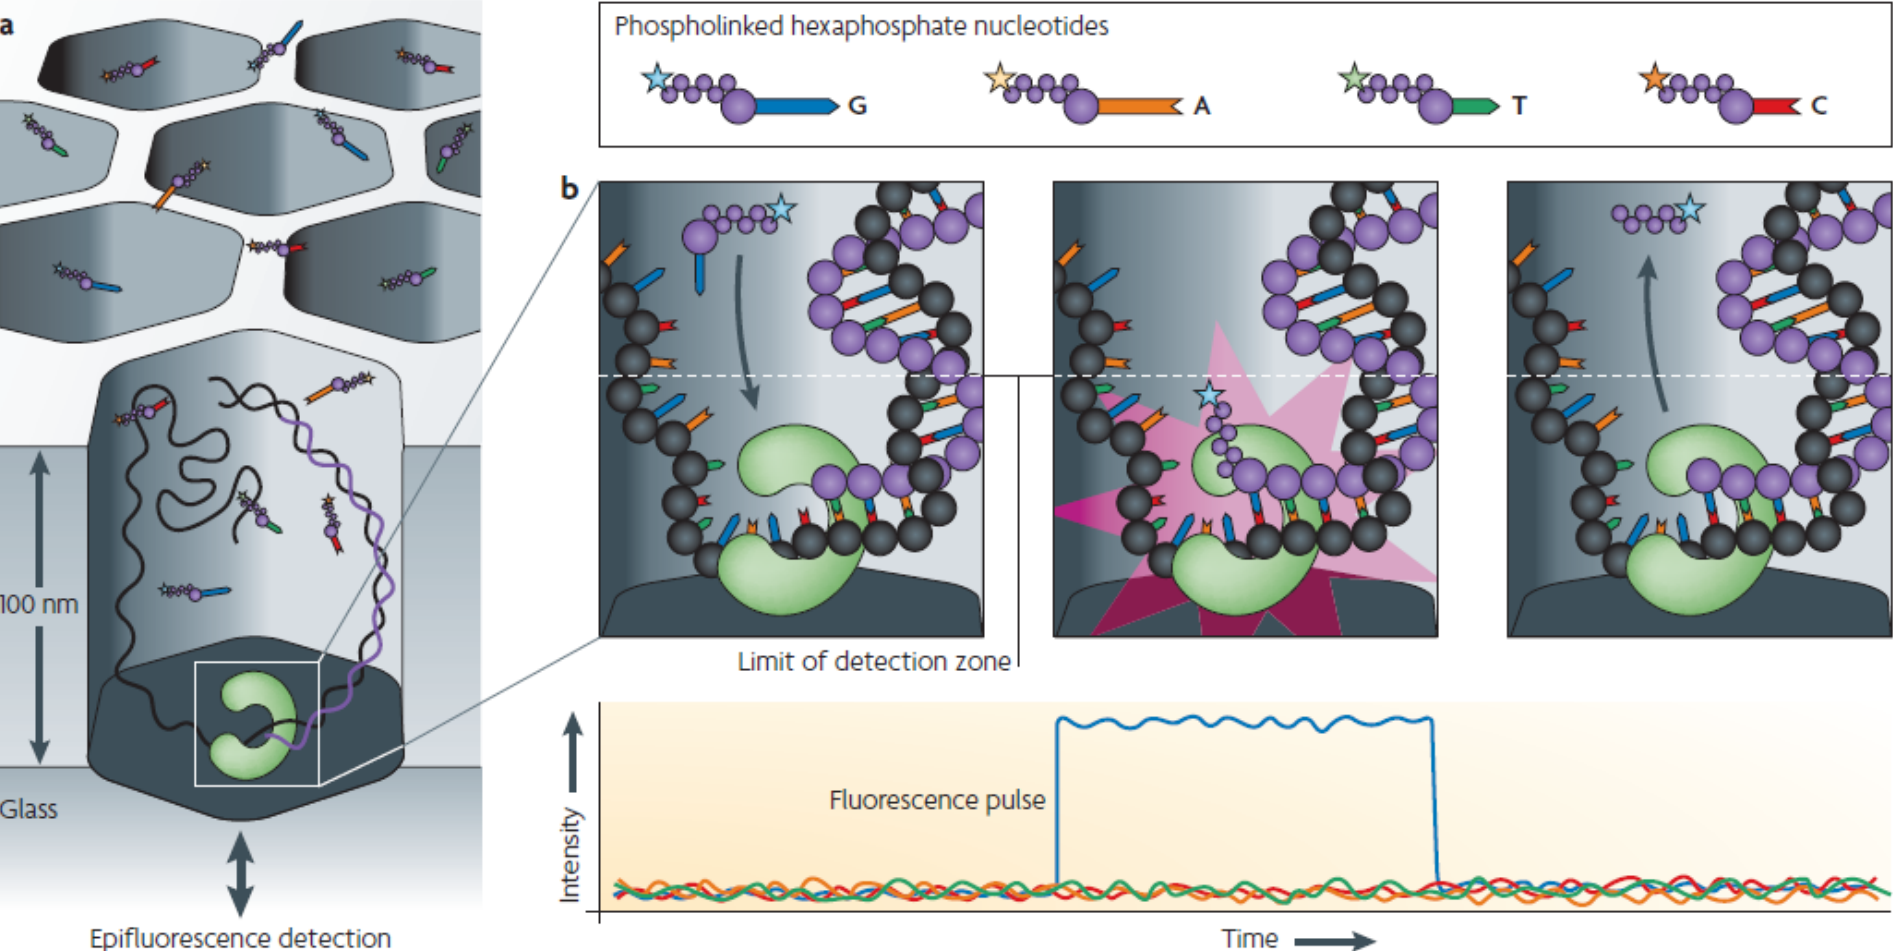 a
Phospholinked hexaphosphate nucleotides
G
A
T
C
b
100 nm
Limit of detection zone
Glass
Fluorescence pulse
Intensity
Epifluorescence detection
Time